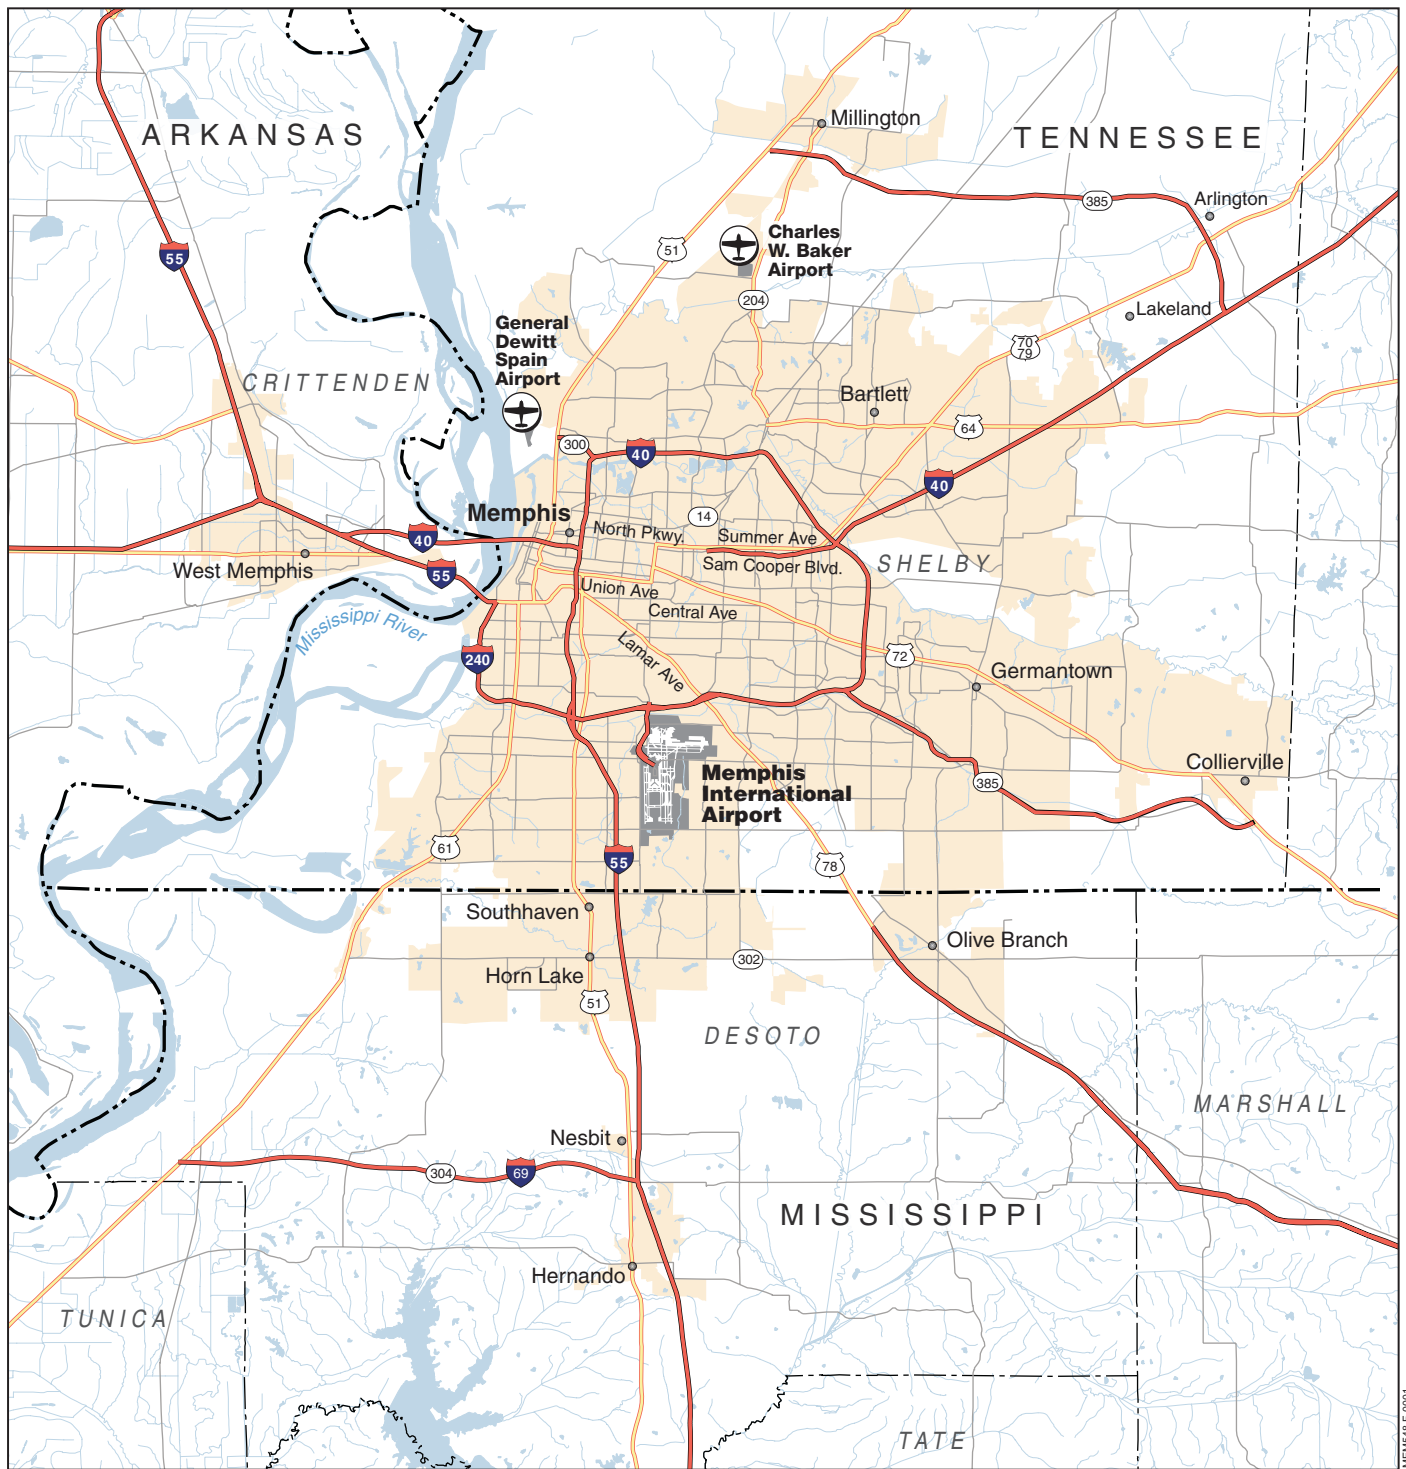 Millington
ARKANSAS
TENNESSEE
385
Arlington
51
Charles
W. Baker
Airport
55
204
Lakeland
General
Dewitt
Spain
Airport
70
79
CRITTENDEN
Bartlett
64
300
40
40
Memphis
14
North Pkwy.
Summer Ave
40
Sam Cooper Blvd.
SHELBY
West Memphis
55
Union Ave
Central Ave
Mississippi River
Lamar Ave
240
72
Germantown
Collierville
Memphis
International
Airport
385
61
55
78
Southhaven
Olive Branch
302
Horn Lake
51
DESOTO
MARSHALL
Nesbit
304
69
MISSISSIPPI
Hernando
TUNICA
TATE